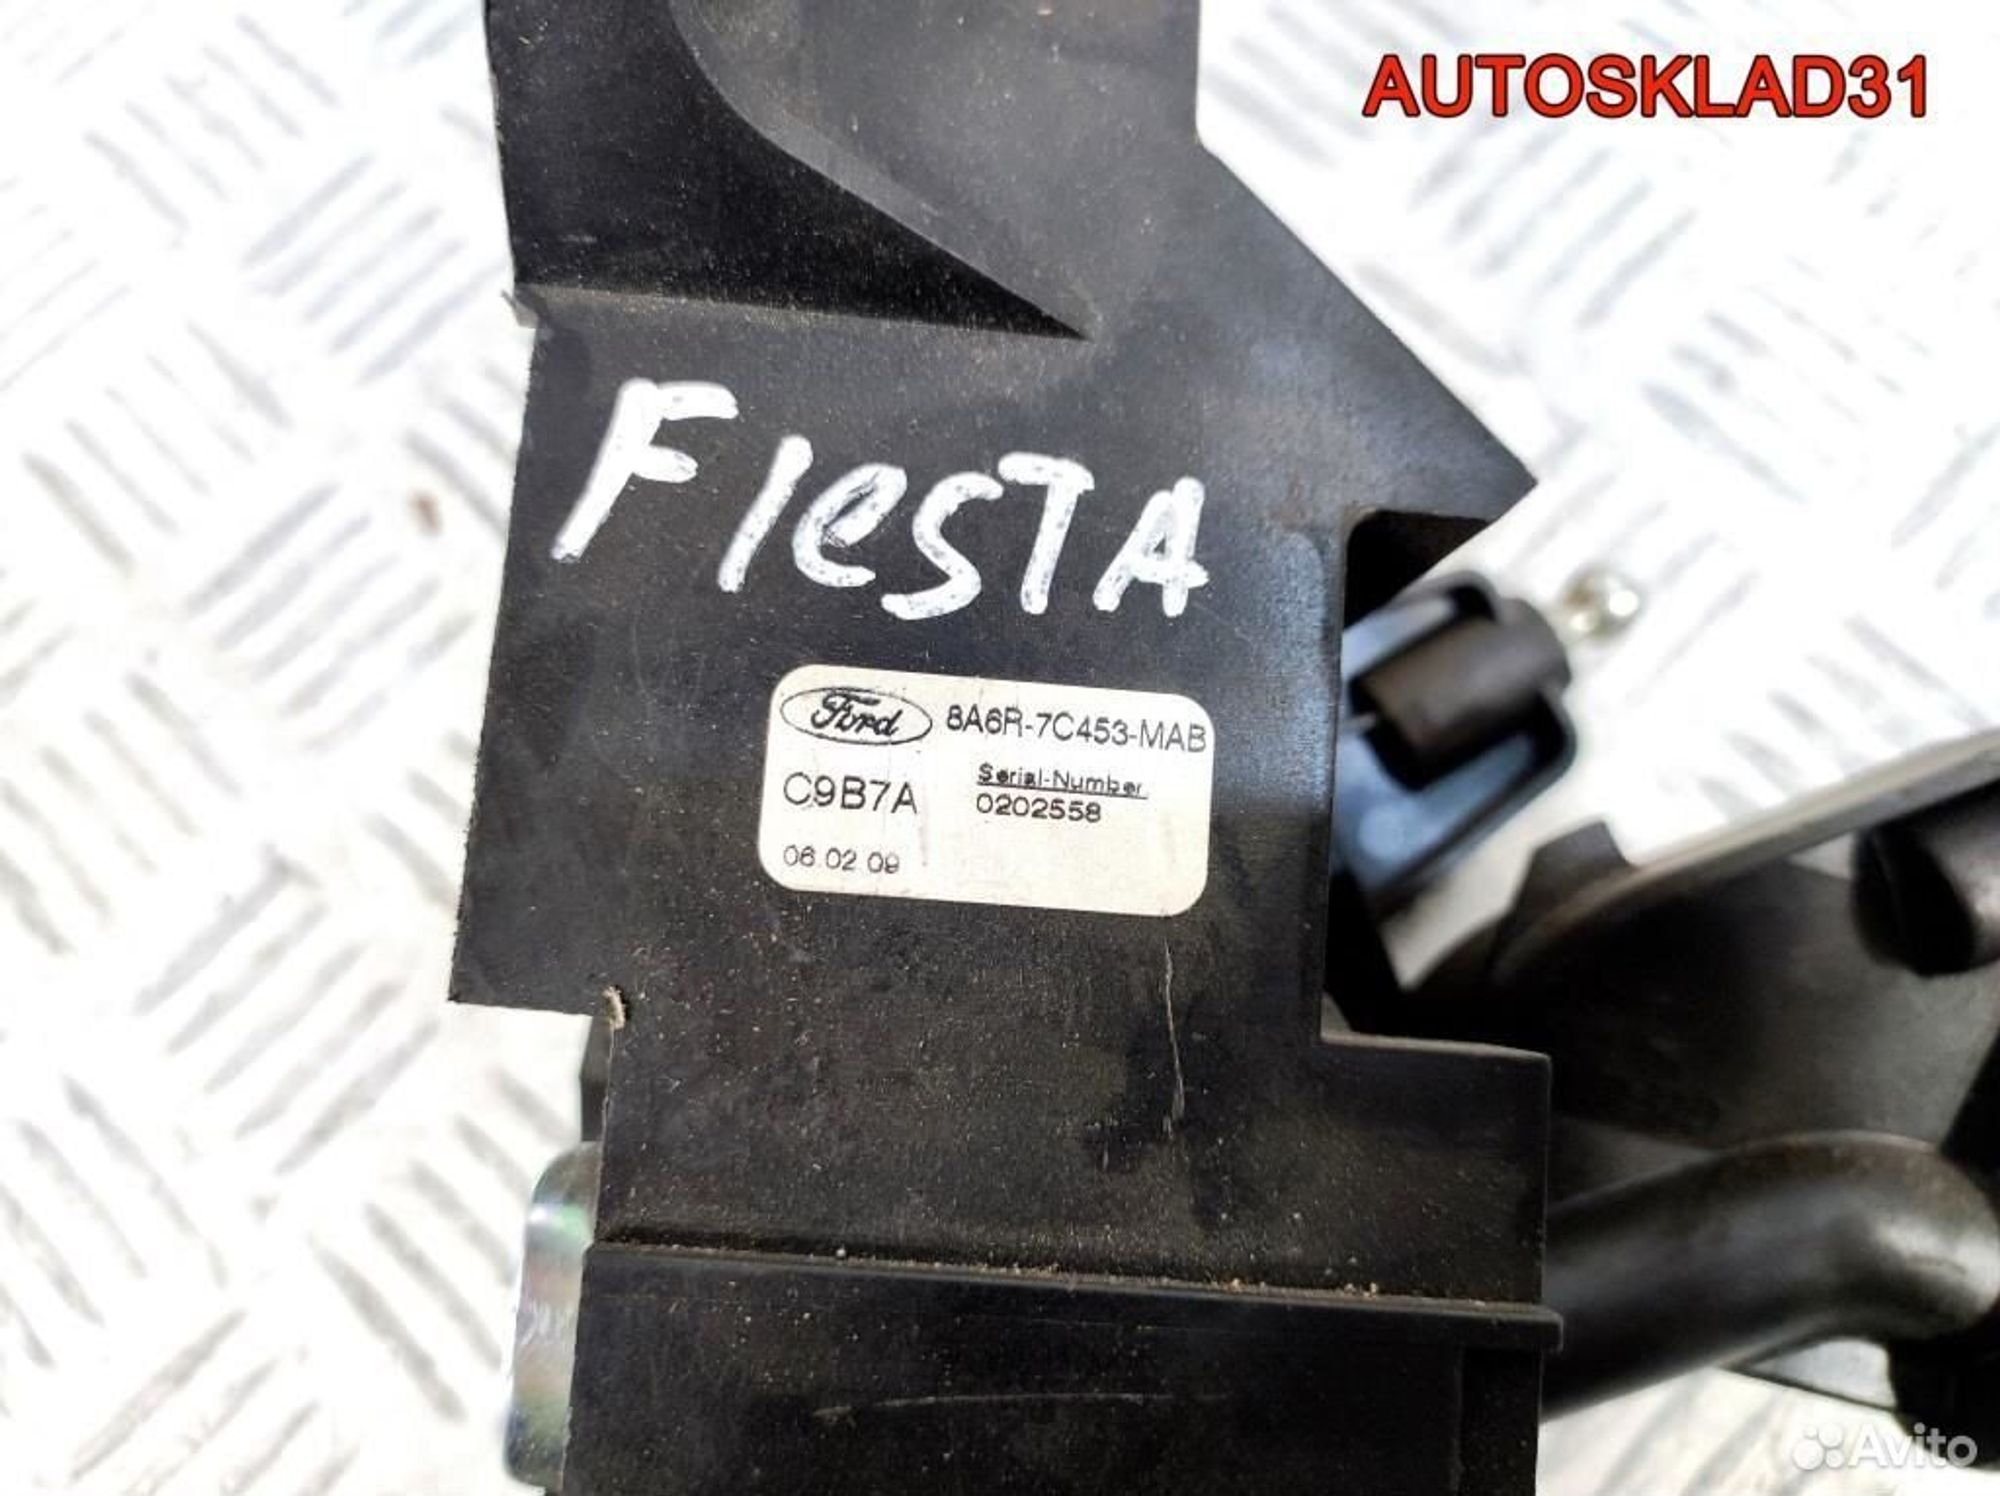 AUTOSKLAD31
FIESTA
Ford 8A6R-7C453-MAB
C9B7A Serial-Number
0202558
06 02 09
Avito